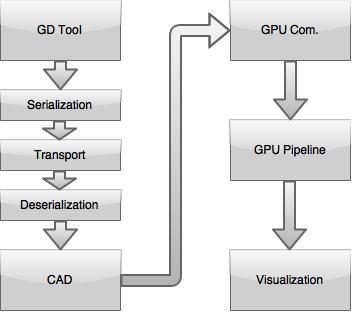 GD Tool
Serialization
Transport
Deserialization
CAD
GPU Com.
GPU Pipeline
Visualization